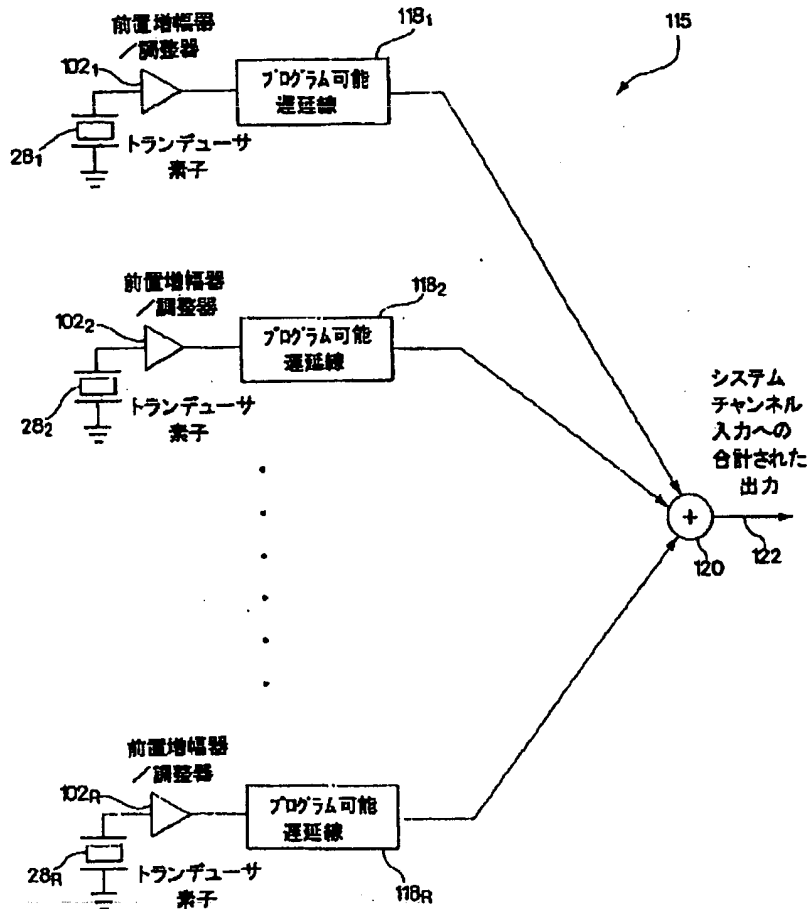 115
前置増幅器
／調整器
102₁
118₁
プログラム可能
遅延線
28₁
トランデューサ
素子
前置増幅器
／調整器
102₂
118₂
プログラム可能
遅延線
28₂
トランデューサ
素子
システム
チャンネル
入力への
合計された
出力
+
120
122
前置増幅器
／調整器
102R
プログラム可能
遅延線
118R
28R
トランデューサ
素子